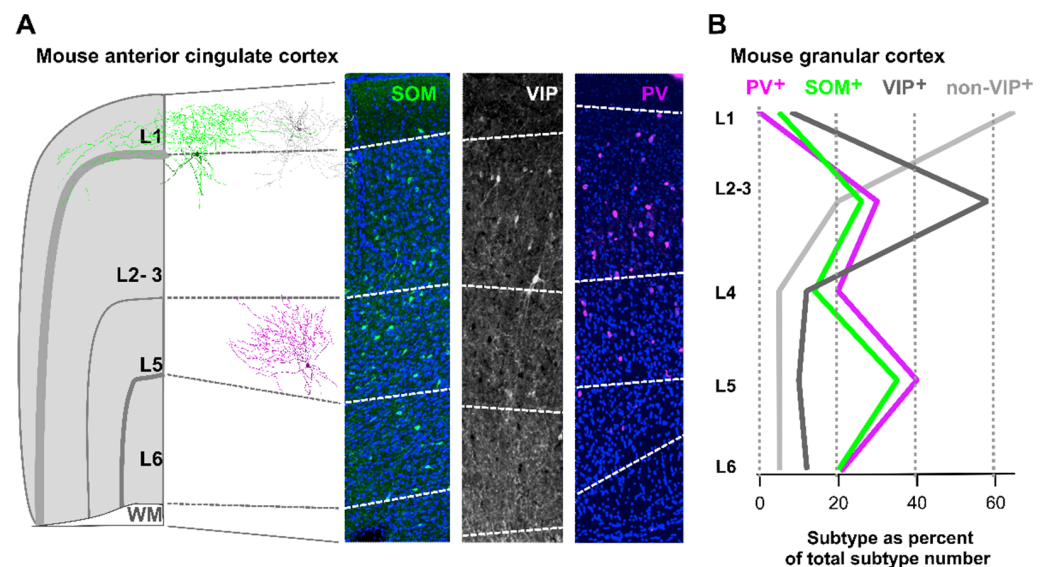 A
Mouse anterior cingulate cortex
SOM
VIP
PV
L1
L2- 3
L5
L6
WM
B
Mouse granular cortex
PV+ SOM+ VIP+ non-VIP+
L1
L2-3
L4
L5
L6
0 20 40 60
Subtype as percent
of total subtype number